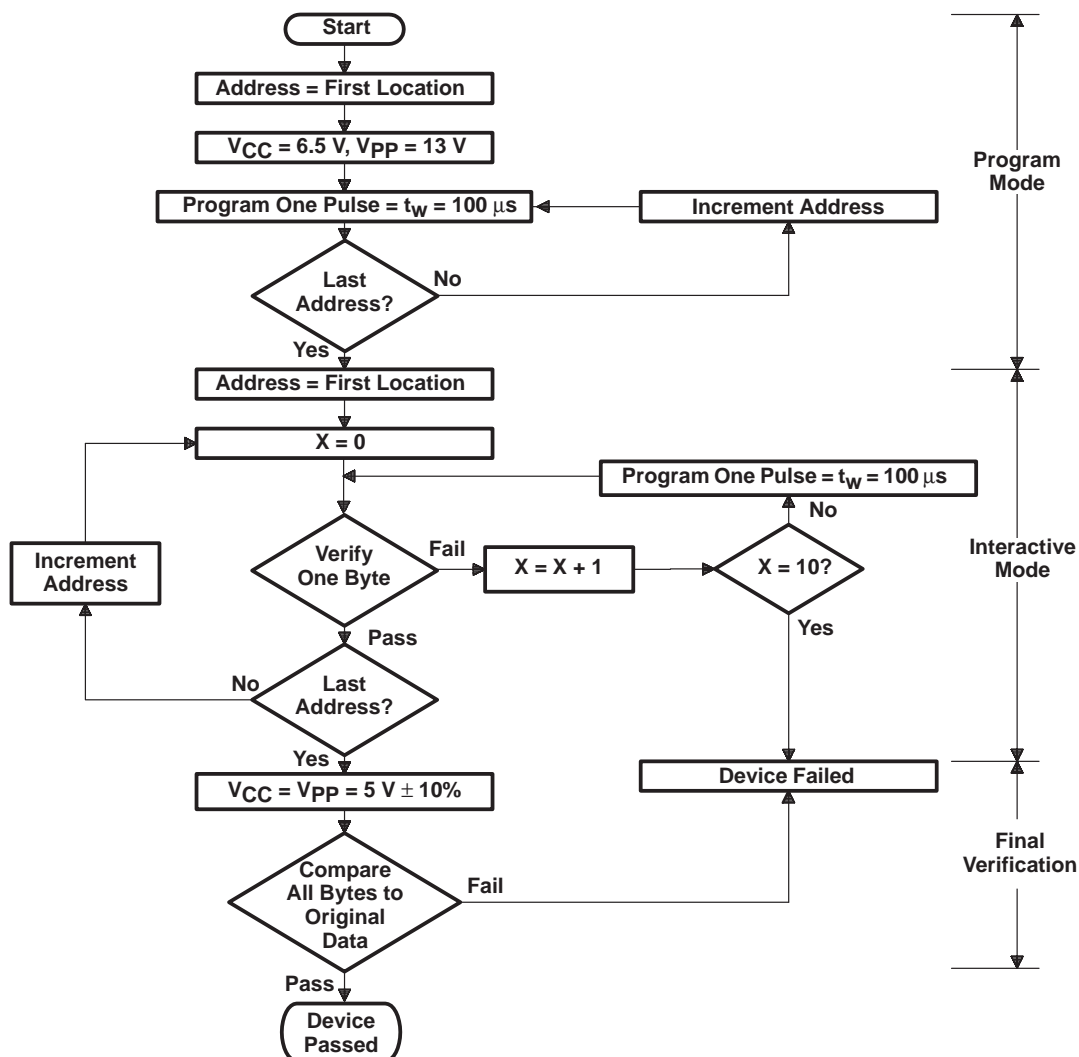 Start
Address = First Location
VCC = 6.5 V, VPP = 13 V
Program
Mode
Program One Pulse = tw = 100 μs
Increment Address
Last
Address?
No
Yes
Address = First Location
X = 0
Program One Pulse = tw = 100 μs
No
Increment
Address
Verify
One Byte
Fail
X = X + 1
X = 10?
Interactive
Mode
Pass
Yes
No
Last
Address?
Yes
VCC = VPP = 5 V ± 10%
Device Failed
Compare
All Bytes to
Original
Data
Fail
Final
Verification
Pass
Device
Passed